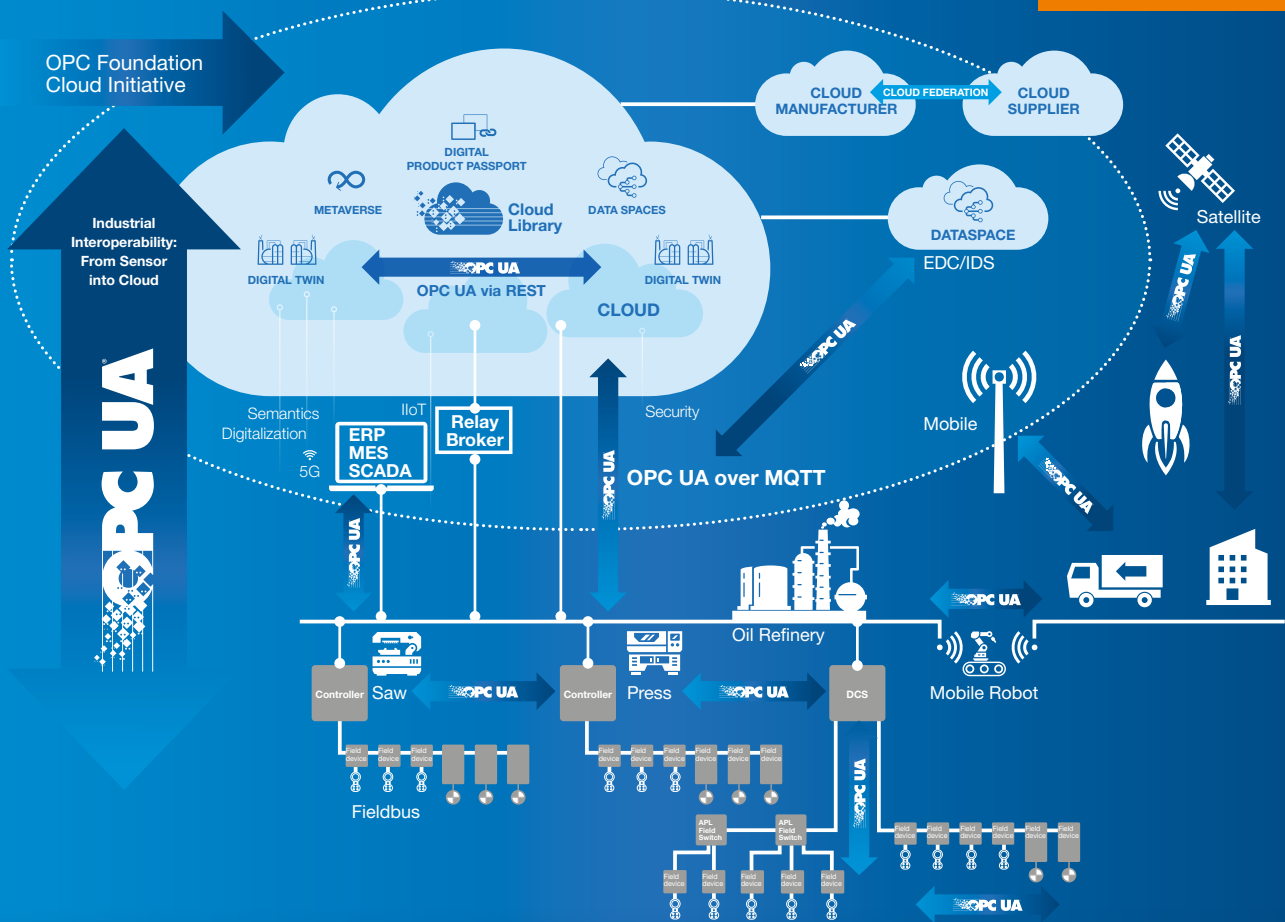 OPC Foundation
Cloud Initiative
CLOUD
MANUFACTURER
CLOUD FEDERATION
CLOUD
SUPPLIER
DIGITAL
PRODUCT PASSPORT
METAVERSE
Cloud
Library
DATA SPACES
DATASPACE
EDC/IDS
Satellite
Industrial
Interoperability:
From Sensor
into Cloud
DIGITAL TWIN
OPC UA
OPC UA via REST
DIGITAL TWIN
CLOUD
OPC UA
OPC UA
OPC UA
OPC UA®
Semantics
Digitalization
5G
IIoT
ERP
MES
SCADA
Relay
Broker
Security
Mobile
OPC UA
OPC UA over MQTT
OPC UA
OPC UA
Oil Refinery
OPC UA
Controller
Saw
OPC UA
Controller
Press
OPC UA
DCS
Mobile Robot
Field
device
Field
device
Field
device
Fieldbus
Field
device
Field
device
Field
device
Field
device
Field
device
Field
device
OPC UA
APL
Field
Switch
APL
Field
Switch
Field
device
Field
device
Field
device
Field
device
Field
device
Field
device
Field
device
Field
device
Field
device
Field
device
Field
device
OPC UA